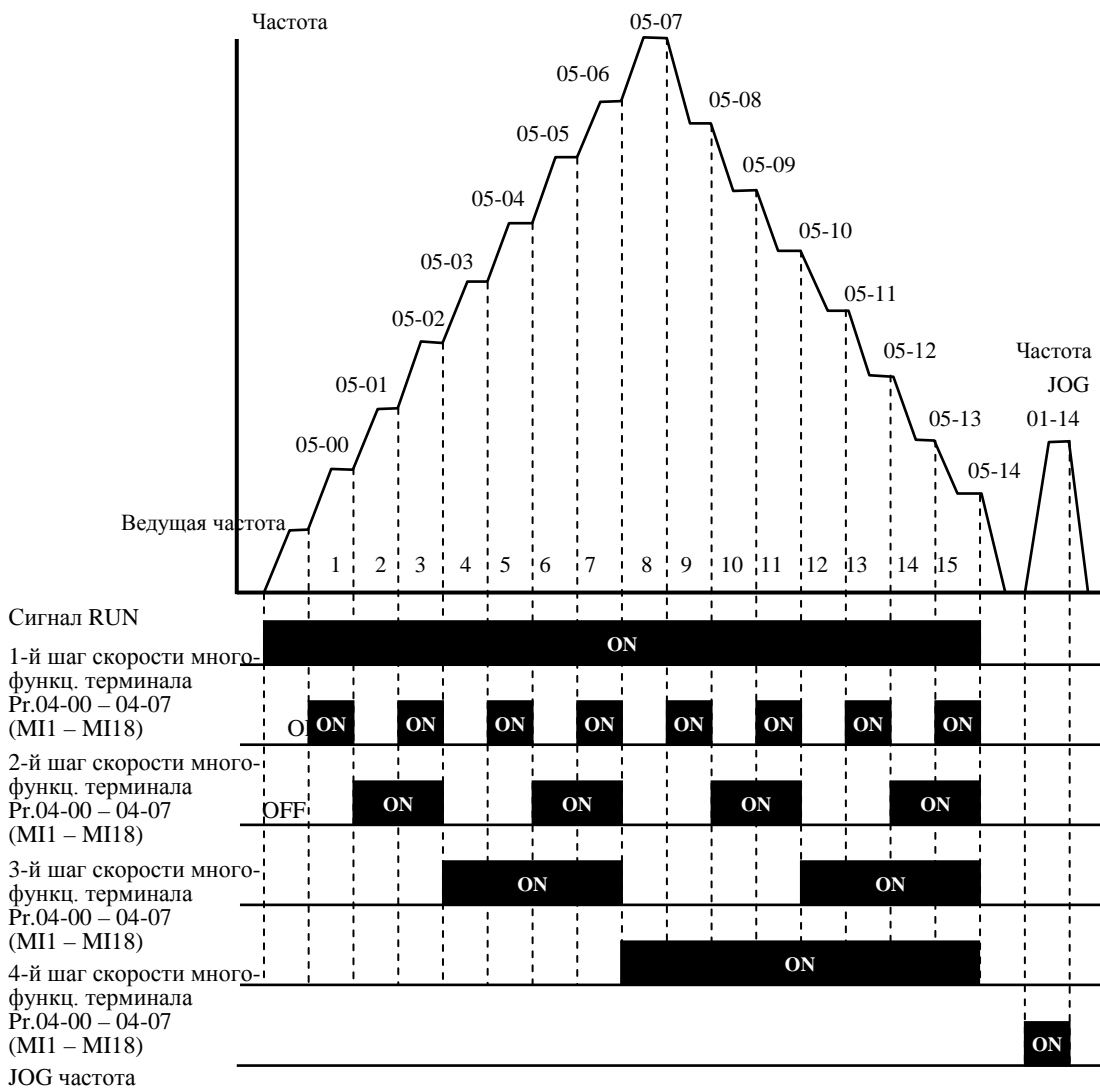 Частота
05-07
05-06
05-08
05-05
05-09
05-04
05-10
05-03
05-11
05-02
05-12
Частота
JOG
05-01
05-13
01-14
05-00
05-14
Ведущая частота
1 2 3 4 5 6 7 8 9 10 11 12 13 14 15
Сигнал RUN
ON
1-й шаг скорости много-
функц. терминала
Pr.04-00 – 04-07
(MI1 – MI18)
ON ON ON ON ON ON ON ON
2-й шаг скорости много-
функц. терминала
Pr.04-00 – 04-07
(MI1 – MI18)
OFF ON ON ON ON
3-й шаг скорости много-
функц. терминала
Pr.04-00 – 04-07
(MI1 – MI18)
ON ON
4-й шаг скорости много-
функц. терминала
Pr.04-00 – 04-07
(MI1 – MI18)
ON
JOG частота
ON